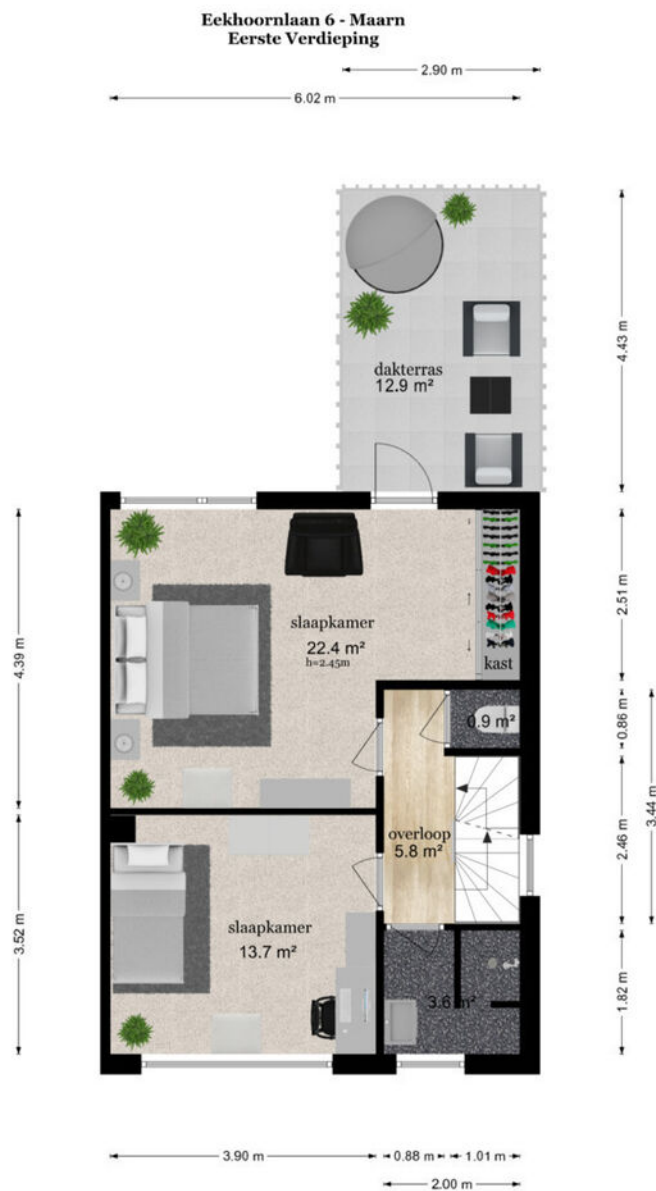 Eekhoornlaan 6 - Maarn
Eerste Verdieping
2.90 m
6.02 m
4.43 m
dakterras
12.9 m²
2.51 m
4.39 m
slaapkamer
22.4 m²
h=2.45m
kast
0.9 m²
0.86 m
3.44 m
2.46 m
overloop
5.8 m²
3.52 m
slaapkamer
13.7 m²
3.6 m²
1.82 m
3.90 m
0.88 m
1.01 m
2.00 m